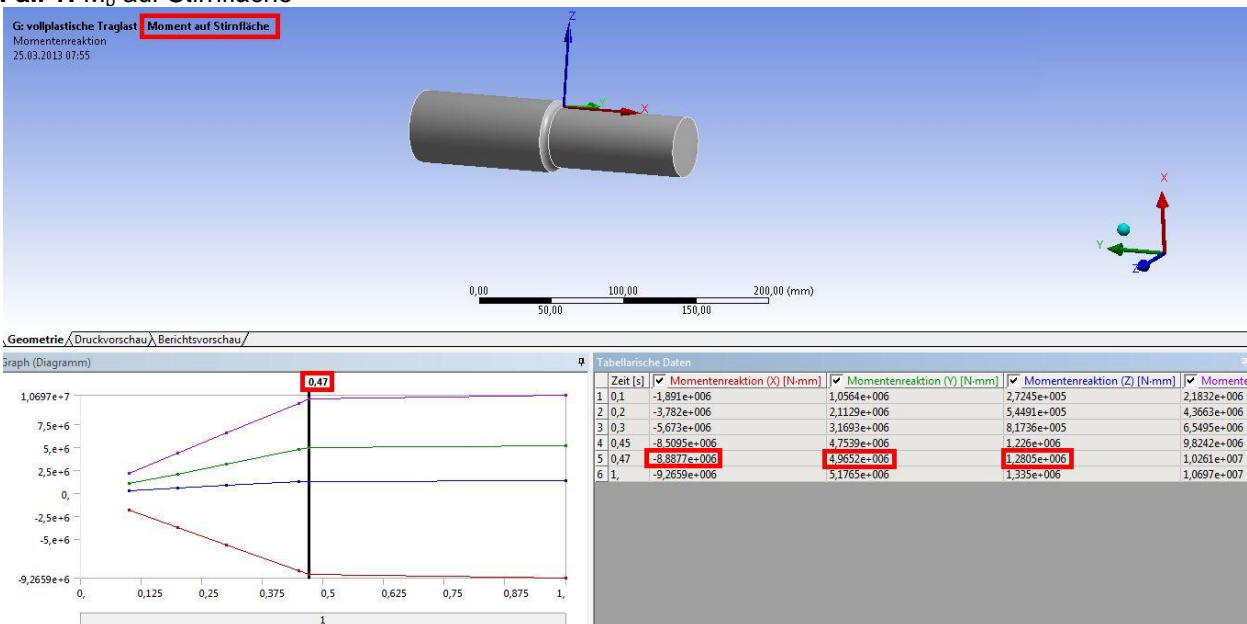 G: vollplastische Traglast Moment auf Stirnfläche
Momentenreaktion
25.03.2013 07:55
Z
Y
X
X
Y
Z
0,00 100,00 200,00 (mm)
50,00 150,00
Geometrie Druckvorschau Berichtsvorschau
Graph (Diagramm)
0,47
1,0697e+7
7,5e+6
5,e+6
2,5e+6
0,
-2,5e+6
-5,e+6
-9,2659e+6
0, 0,125 0,25 0,375 0,5 0,625 0,75 0,875 1,
1
Tabellarische Daten
Zeit [s] Momentenreaktion (X) [N·mm] Momentenreaktion (Y) [N·mm] Momentenreaktion (Z) [N·mm] Momente
1 0,1 -1,891e+006 1,0564e+006 2,7245e+005 2,1832e+006
2 0,2 -3,782e+006 2,1129e+006 5,4491e+005 4,3663e+006
3 0,3 -5,673e+006 3,1693e+006 8,1736e+005 6,5495e+006
4 0,45 -8,5095e+006 4,7539e+006 1,226e+006 9,8242e+006
5 0,47 -8,8877e+006 4,9652e+006 1,2805e+006 1,0261e+007
6 1, -9,2659e+006 5,1765e+006 1,335e+006 1,0697e+007